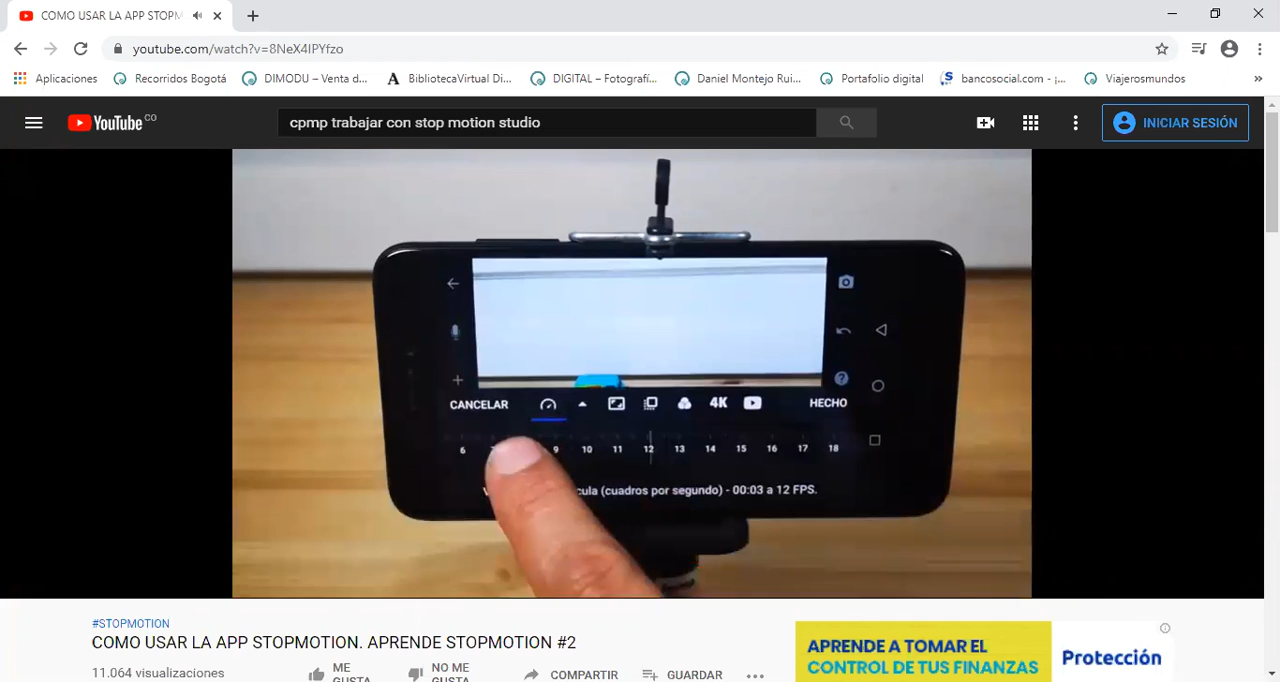 COMO USAR LA APP STOPM
youtube.com/watch?v=8NeX4IPYfzo
Aplicaciones
Recorridos Bogotá
DIMODU – Venta d...
BibliotecaVirtual Di...
DIGITAL – Fotografí...
Daniel Montejo Rui...
Portafolio digital
bancosocial.com - ¡...
Viajerosmundos
»
YouTube CO
cpmp trabajar con stop motion studio
INICIAR SESIÓN
CANCELAR
4K
HECHO
6 9 10 11 12 13 14 15 16 17 18
(cuadros por segundo) - 00:03 a 12 FPS.
#STOPMOTION
COMO USAR LA APP STOPMOTION. APRENDE STOPMOTION #2
11.064 visualizaciones
ME GUSTA
NO ME GUSTA
COMPARTIR
GUARDAR
APRENDE A TOMAR EL
CONTROL DE TUS FINANZAS
Protección